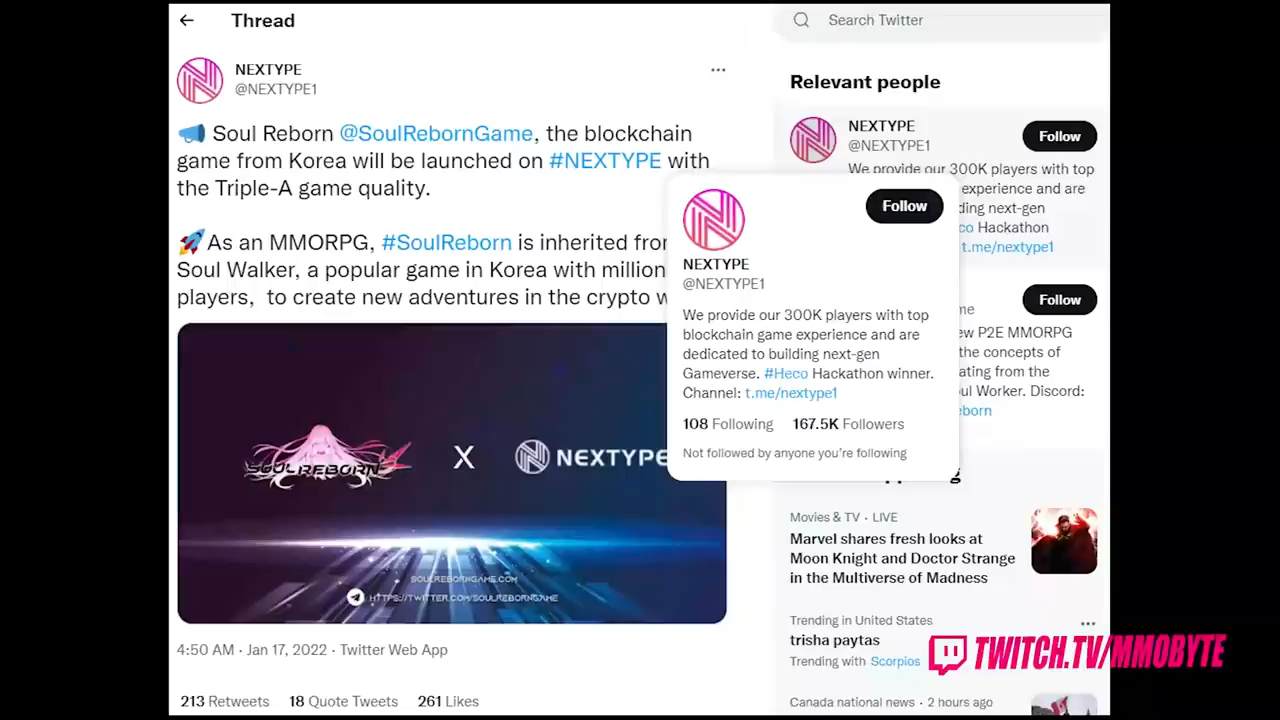 Thread
NEXTYPE
@NEXTYPE1
Soul Reborn @SoulRebornGame, the blockchain
game from Korea will be launched on #NEXTYPE with
the Triple-A game quality.
As an MMORPG, #SoulReborn is inherited from
Soul Walker, a popular game in Korea with million
players, to create new adventures in the crypto w
SOULREBORN X NEXTYPE
SOULREBORNGAME.COM
HTTPS://TWITTER.COM/SOULREBORNGAME
4:50 AM · Jan 17, 2022 · Twitter Web App
213 Retweets 18 Quote Tweets 261 Likes
Search Twitter
Relevant people
NEXTYPE
@NEXTYPE1
Follow
We provide our 300K players with top
experience and are
ding next-gen
co Hackathon
t.me/nextype1
NEXTYPE
@NEXTYPE1
Follow
We provide our 300K players with top
blockchain game experience and are
dedicated to building next-gen
Gameverse. #Heco Hackathon winner.
Channel: t.me/nextype1
108 Following 167.5K Followers
Not followed by anyone you're following
me
Follow
ew P2E MMORPG
the concepts of
ating from the
ul Worker. Discord:
eborn
Movies & TV · LIVE
Marvel shares fresh looks at
Moon Knight and Doctor Strange
in the Multiverse of Madness
Trending in United States
trisha paytas
Trending with Scorpios
TWITCH.TV/MMOBYTE
Canada national news · 2 hours ago